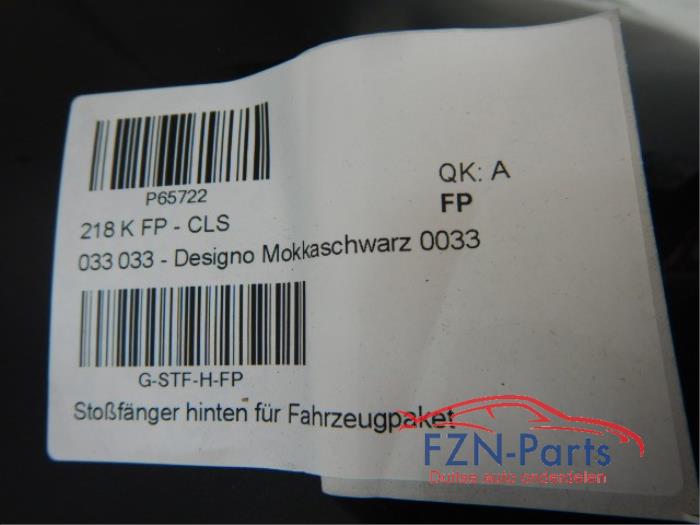 P65722
218 K FP - CLS
033 033 - Designo Mokkaschwarz 0033
QK: A
FP
G-STF-H-FP
Stoßfänger hinten für Fahrzeugpaket
FZN-Parts
Duitse auto onderdelen